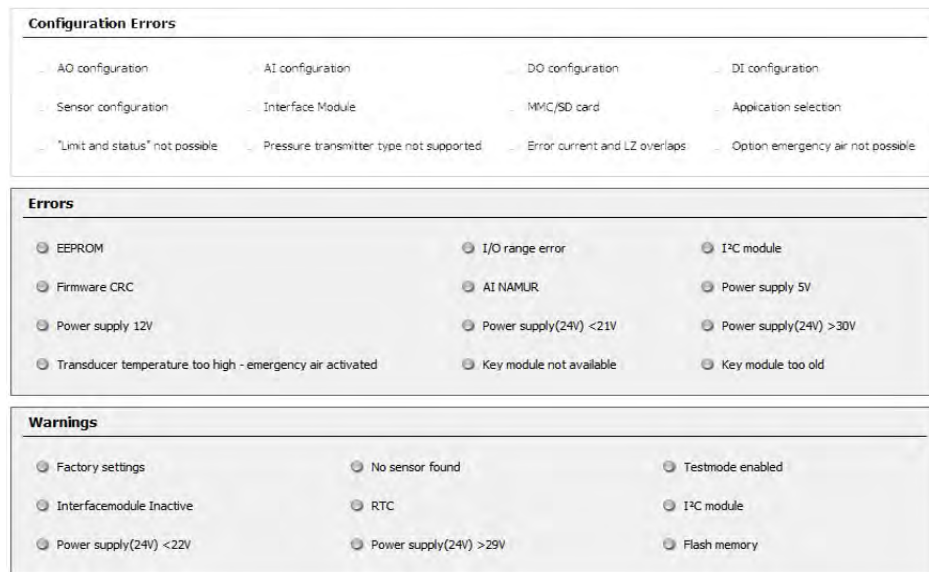 Configuration Errors
AO configuration AI configuration DO configuration DI configuration
Sensor configuration Interface Module MMC/SD card Application selection
"Limit and status" not possible Pressure transmitter type not supported Error current and LZ overlaps Option emergency air not possible
Errors
EEPROM I/O range error I²C module
Firmware CRC AI NAMUR Power supply 5V
Power supply 12V Power supply(24V) <21V Power supply(24V) >30V
Transducer temperature too high - emergency air activated Key module not available Key module too old
Warnings
Factory settings No sensor found Testmode enabled
Interfacemodule Inactive RTC I²C module
Power supply(24V) <22V Power supply(24V) >29V Flash memory